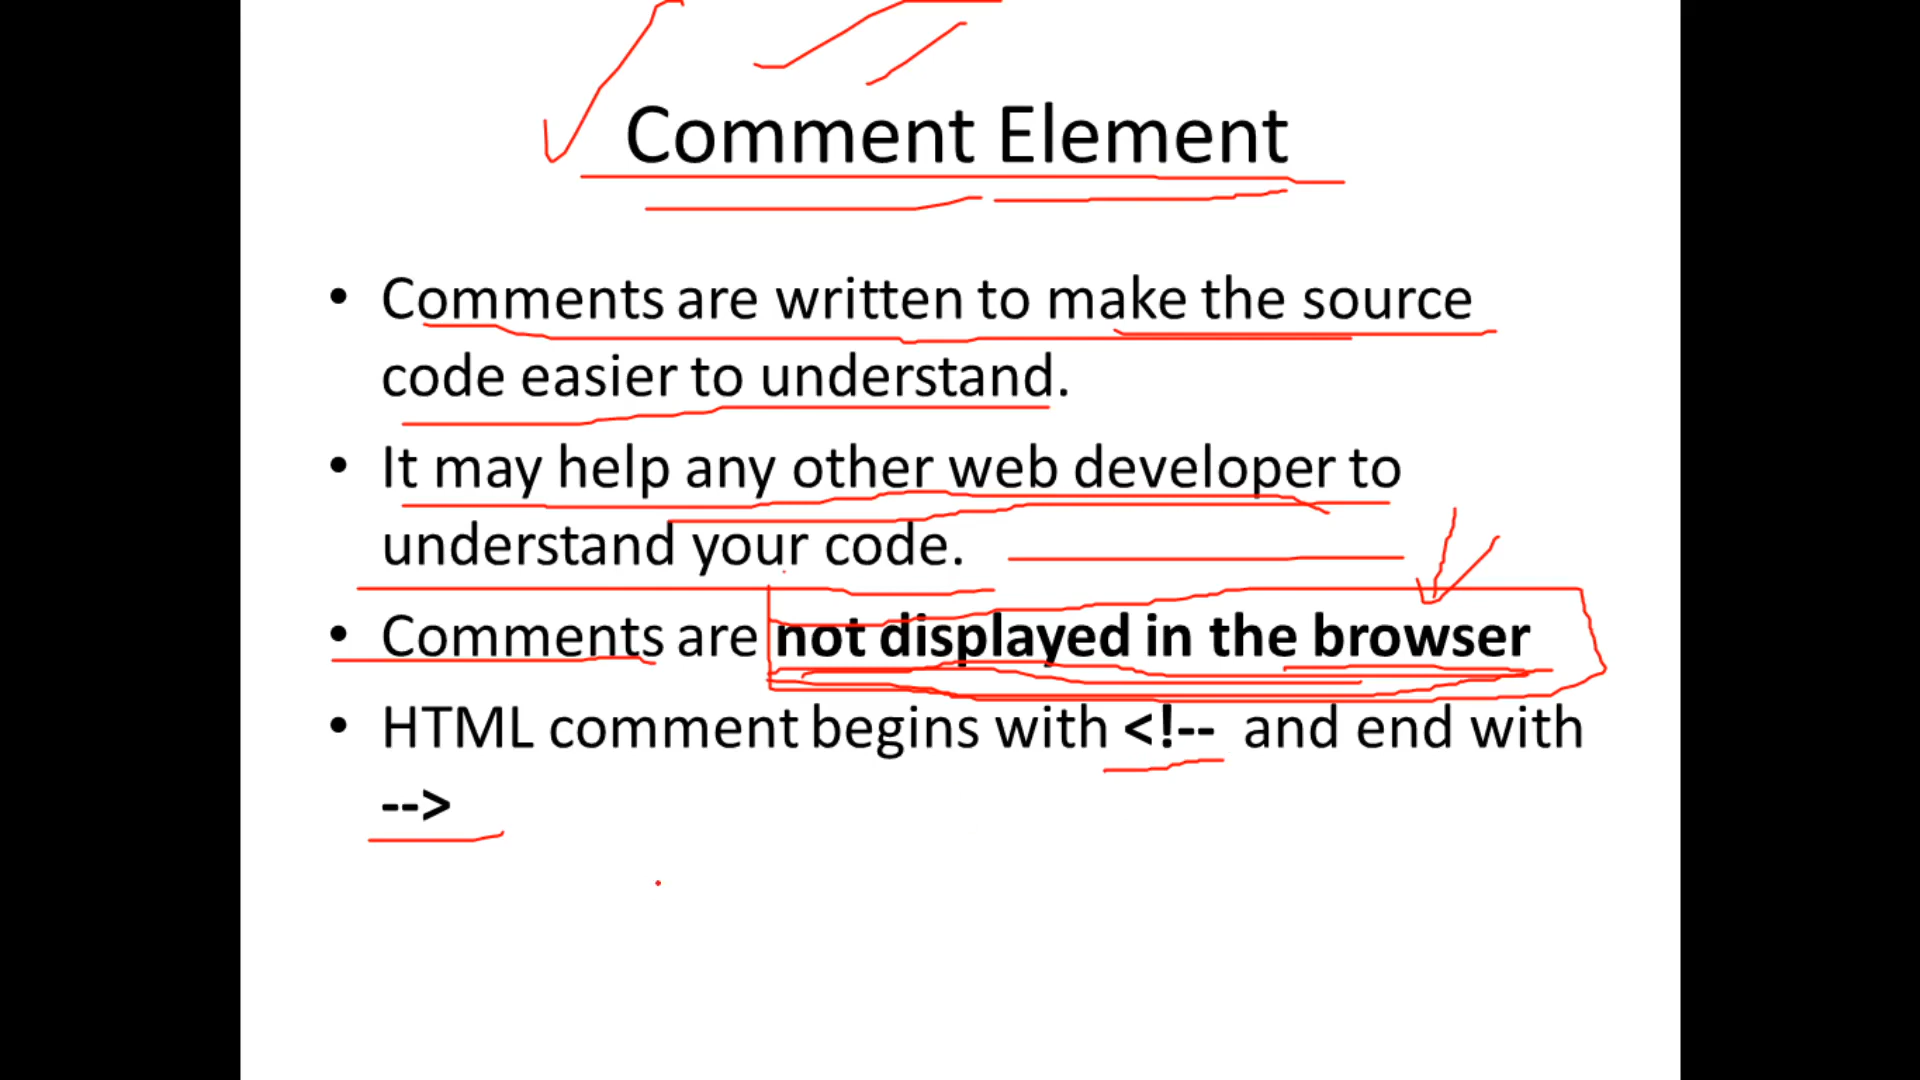 Comment Element
• Comments are written to make the source
code easier to understand.
• It may help any other web developer to
understand your code.
• Comments are not displayed in the browser
• HTML comment begins with <!-- and end with
-->